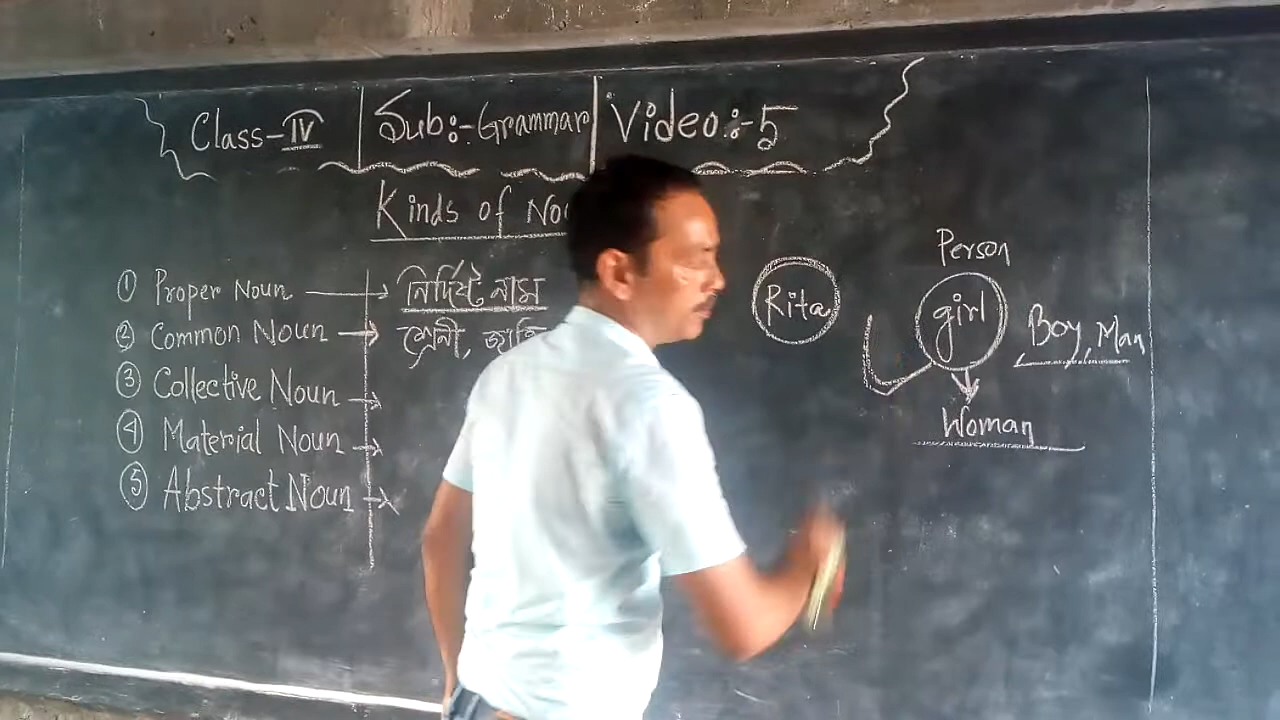 Class-IV | Sub:-Grammar | Video:-5
Kinds of
① Proper Noun → নির্দিষ্ট নাম
② Common Noun → শ্রেনী, জাতি
③ Collective Noun →
④ Material Noun →
⑤ Abstract Noun →
Rita
Person
girl
Boy, Man
Woman